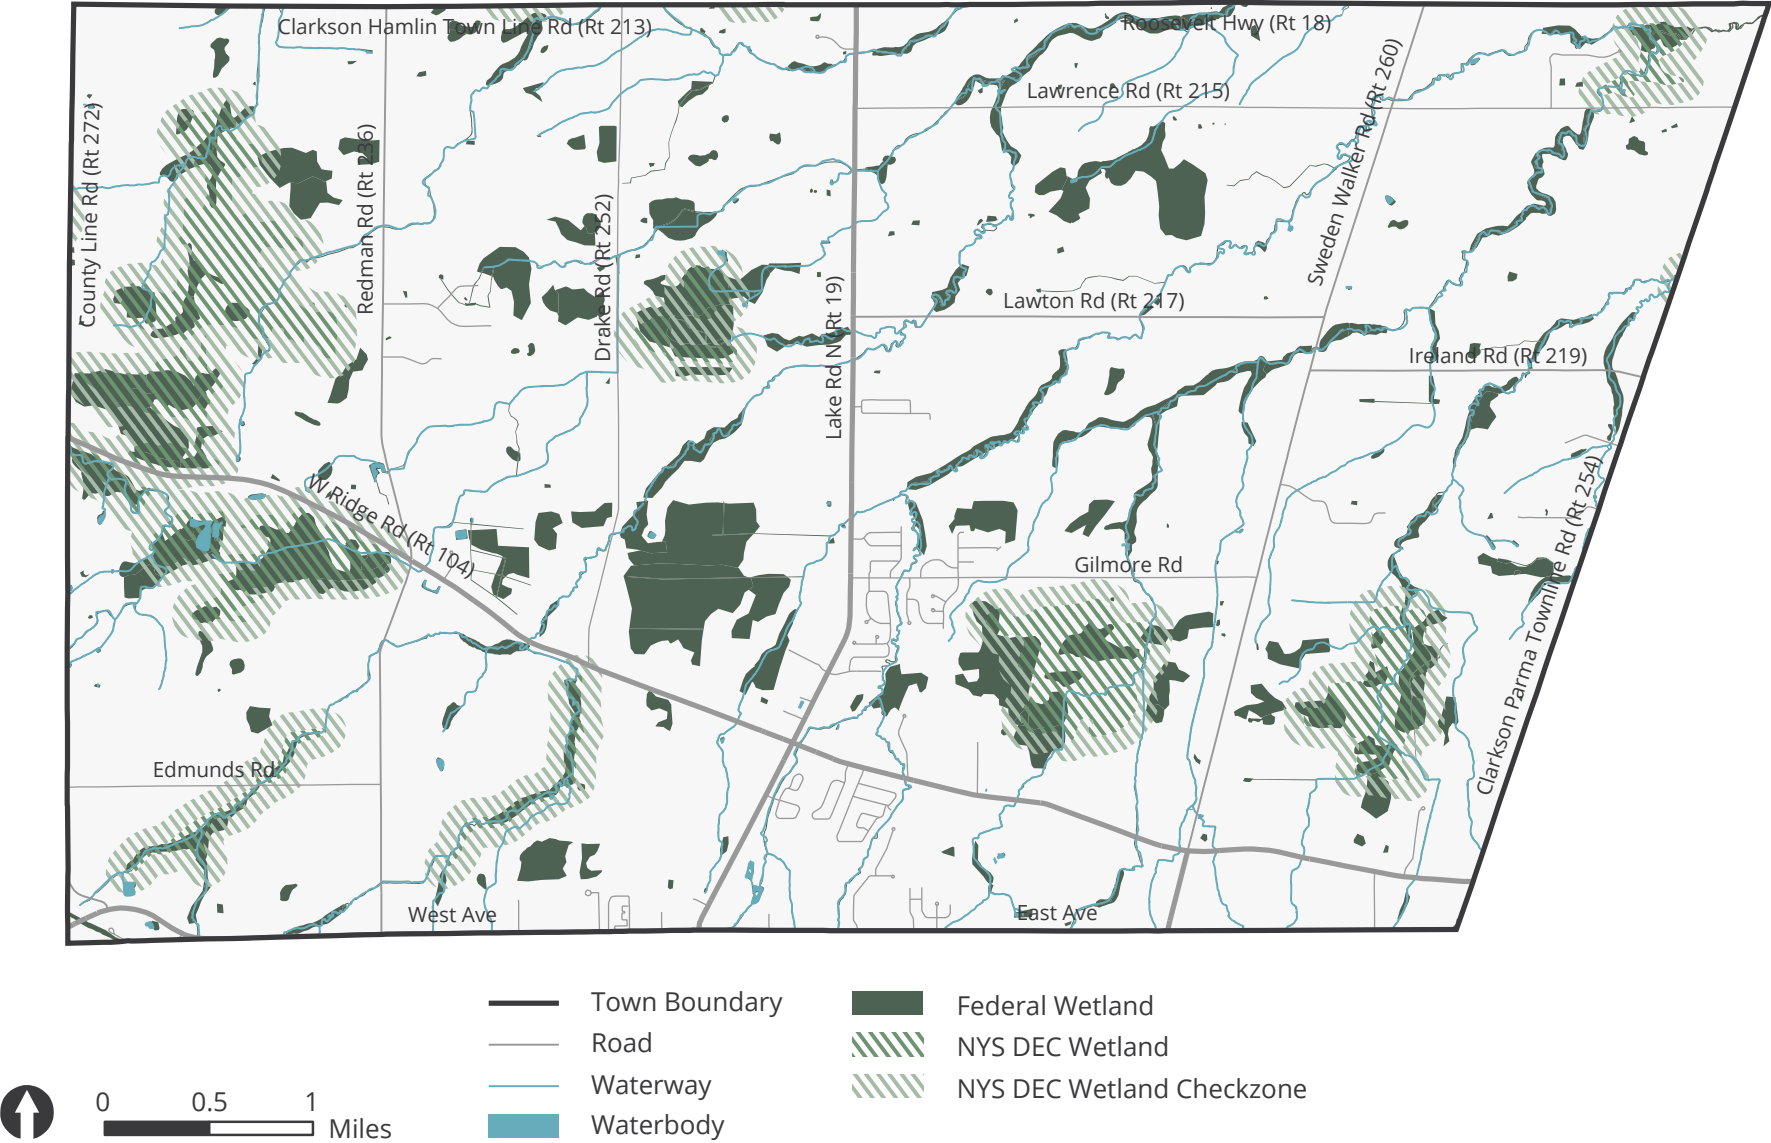 Clarkson Hamlin Town Line Rd (Rt 213)
Roosevelt Hwy (Rt 18)
Lawrence Rd (Rt 215)
County Line Rd (Rt 272)
Redman Rd (Rt 236)
Drake Rd (Rt 252)
Lake Rd N (Rt 19)
Sweden Walker Rd (Rt 260)
Lawton Rd (Rt 217)
Ireland Rd (Rt 219)
W Ridge Rd (Rt 104)
Gilmore Rd
Clarkson Parma Townline Rd (Rt 254)
Edmunds Rd
West Ave
East Ave
Town Boundary
Road
Waterway
Waterbody
Federal Wetland
NYS DEC Wetland
NYS DEC Wetland Checkzone
0 0.5 1
Miles